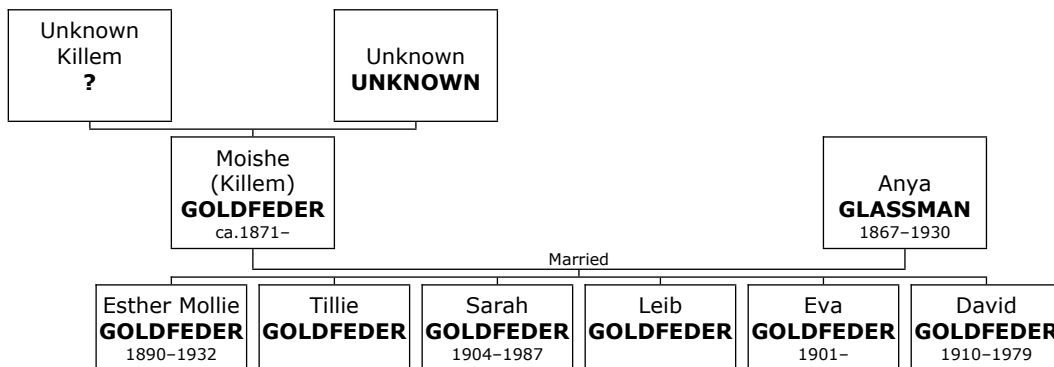 Unknown
Killem
?
Unknown
UNKNOWN
Moishe
(Killem)
GOLDFEDER
ca.1871–
Anya
GLASSMAN
1867–1930
Married
Esther Mollie
GOLDFEDER
1890–1932
Tillie
GOLDFEDER
Sarah
GOLDFEDER
1904–1987
Leib
GOLDFEDER
Eva
GOLDFEDER
1901–
David
GOLDFEDER
1910–1979